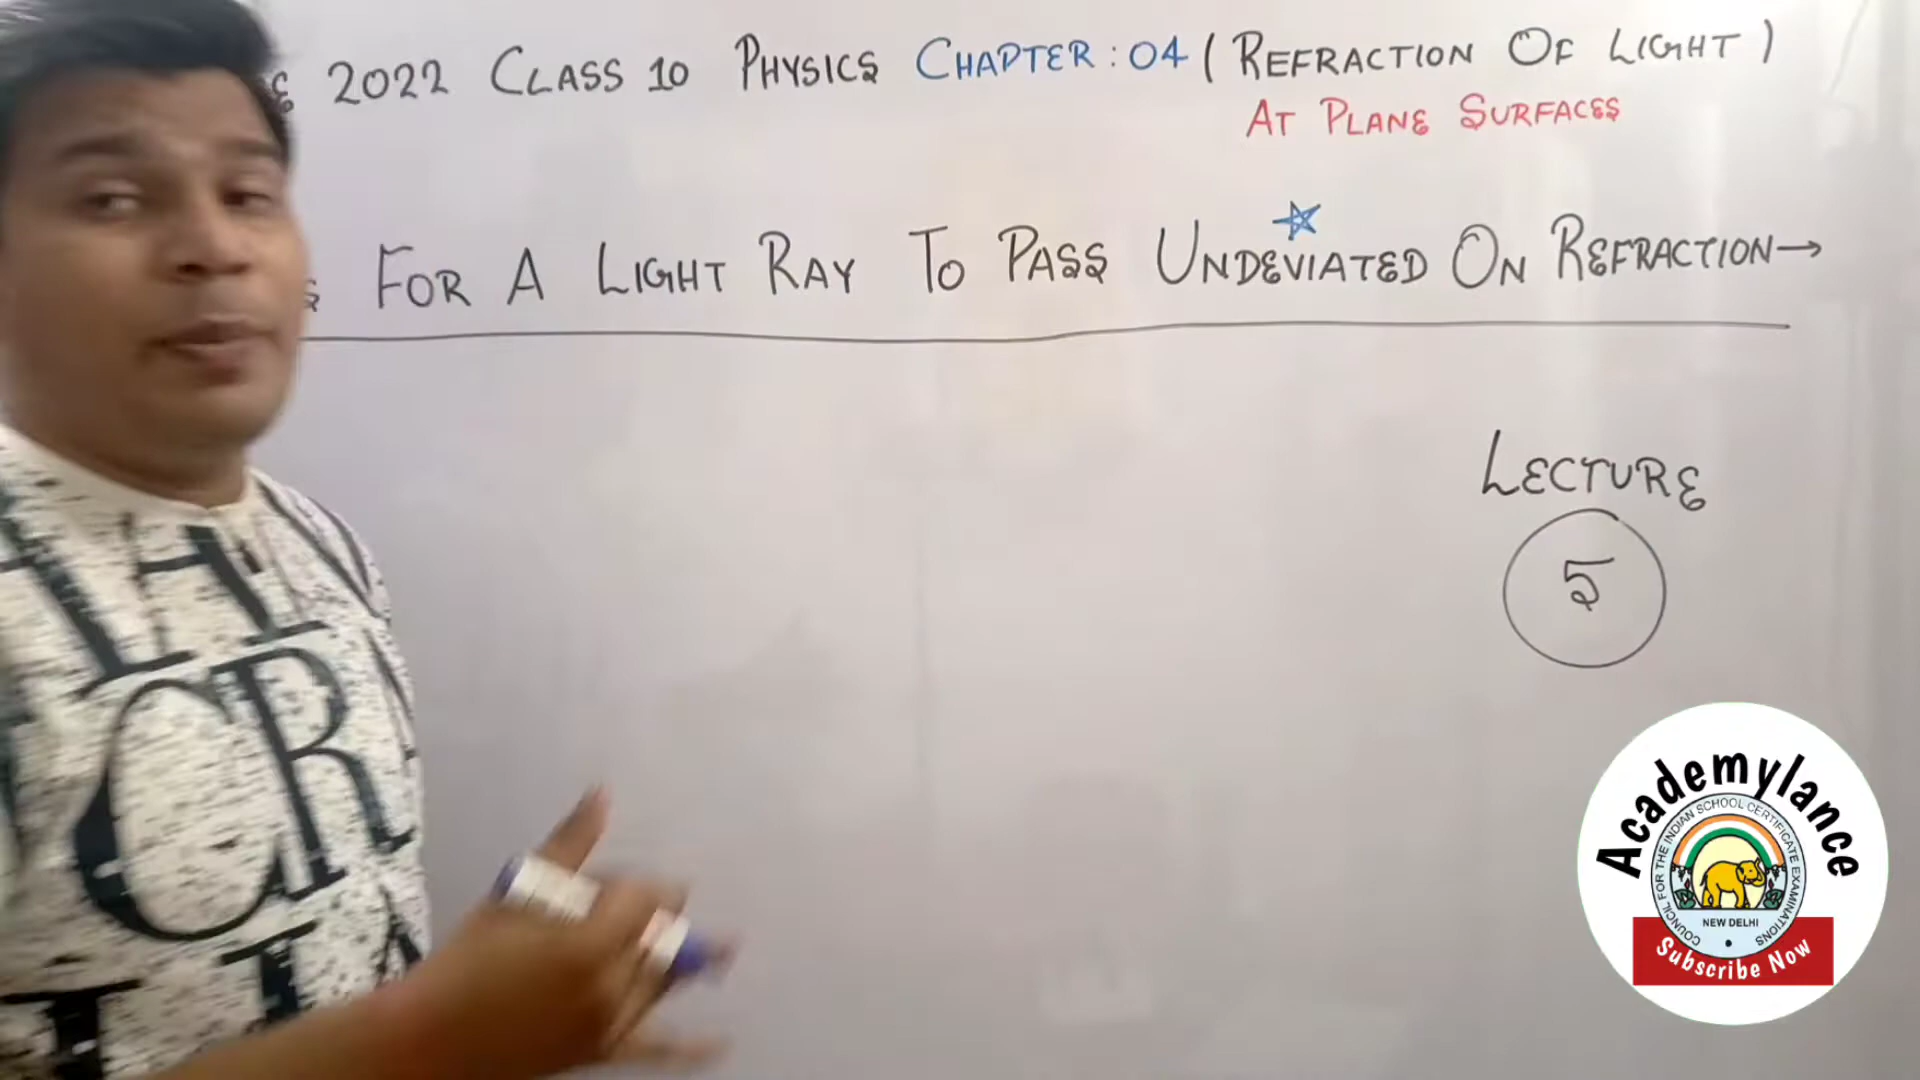 2022 CLASS 10 PHYSICS CHAPTER : 04 ( REFRACTION OF LIGHT )
AT PLANE SURFACES
FOR A LIGHT RAY TO PASS UNDEVIATED ON REFRACTION →
LECTURE
5
Academylance
COUNCIL FOR THE INDIAN SCHOOL CERTIFICATE EXAMINATIONS
NEW DELHI
Subscribe Now